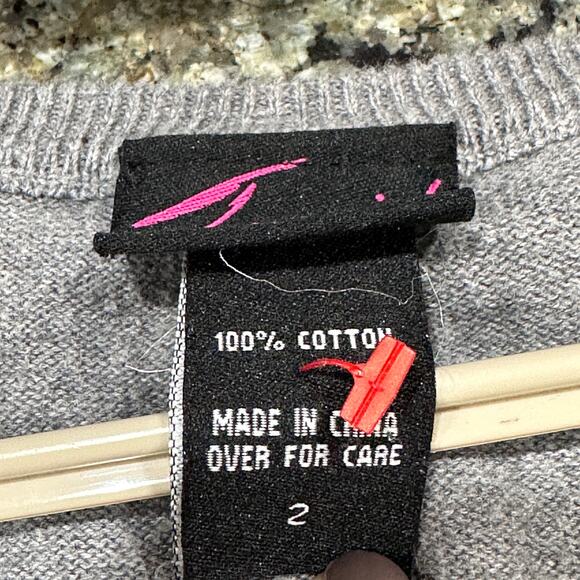 100% COTTON
MADE IN CHINA
OVER FOR CARE
2